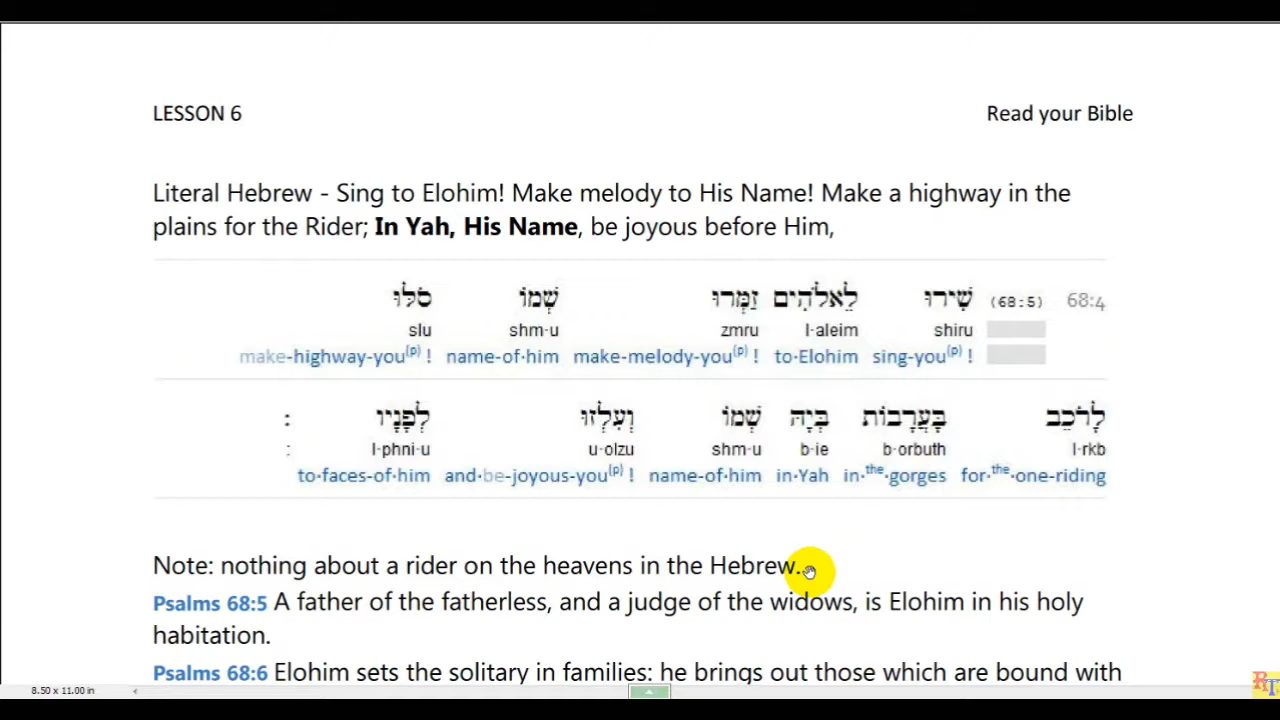 LESSON 6 Read your Bible
Literal Hebrew - Sing to Elohim! Make melody to His Name! Make a highway in the
plains for the Rider; In Yah, His Name, be joyous before Him,
68:4 (68:5) שִׁירוּ לֵאלֹהִים זַמְּרוּ שְׁמוֹ סֹלּוּ
slu shm·u zmru l·aleim shiru
make-highway-you(p) ! name-of·him make-melody-you(p) ! to·Elohim sing-you(p) !
לָרֹכֵב בָּעֲרָבוֹת בְּיָהּ שְׁמוֹ וְעִלְזוּ לְפָנָיו :
: l·phni·u u·olzu shm·u b·ie b·orbuth l·rkb
to·faces-of·him and·be-joyous-you(p) ! name-of·him in·Yah in·the·gorges for·the·one-riding
Note: nothing about a rider on the heavens in the Hebrew.
Psalms 68:5 A father of the fatherless, and a judge of the widows, is Elohim in his holy
habitation.
Psalms 68:6 Elohim sets the solitary in families: he brings out those which are bound with
8.50 x 11.00 in
RT